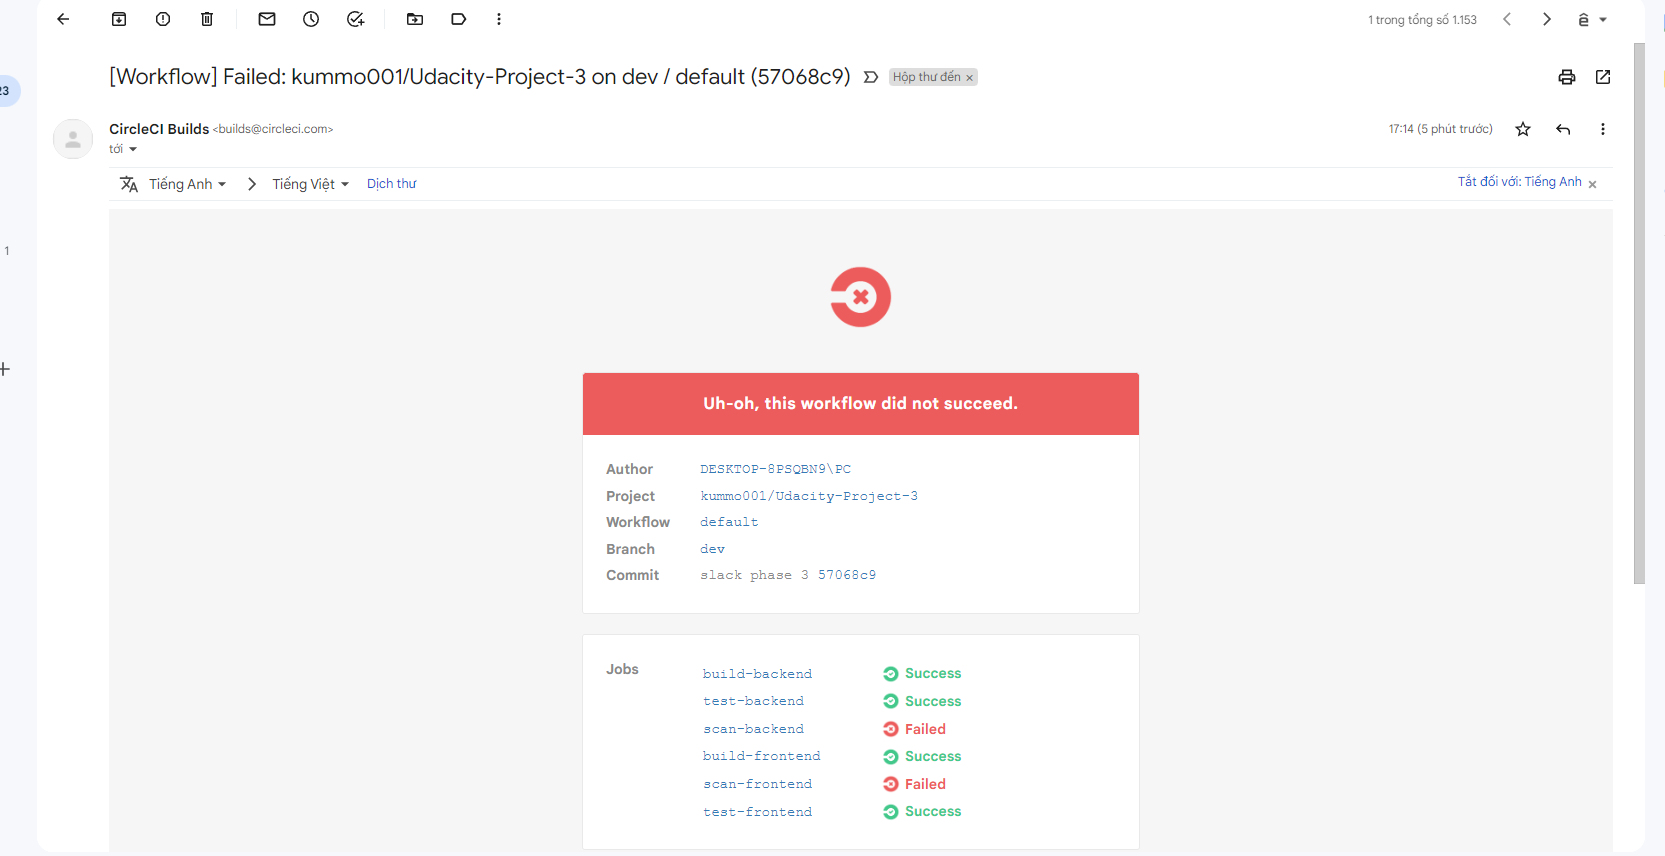 1 trong tổng số 1.153
ê
[Workflow] Failed: kummo001/Udacity-Project-3 on dev / default (57068c9)
Hộp thư đến ×
23
CircleCI Builds <builds@circleci.com>
17:14 (5 phút trước)
tới
Tiếng Anh
Tiếng Việt
Dịch thư
Tắt đối với: Tiếng Anh ×
1
Uh-oh, this workflow did not succeed.
Author DESKTOP-8PSQBN9\PC
Project kummo001/Udacity-Project-3
Workflow default
Branch dev
Commit slack phase 3 57068c9
Jobs
build-backend Success
test-backend Success
scan-backend Failed
build-frontend Success
scan-frontend Failed
test-frontend Success